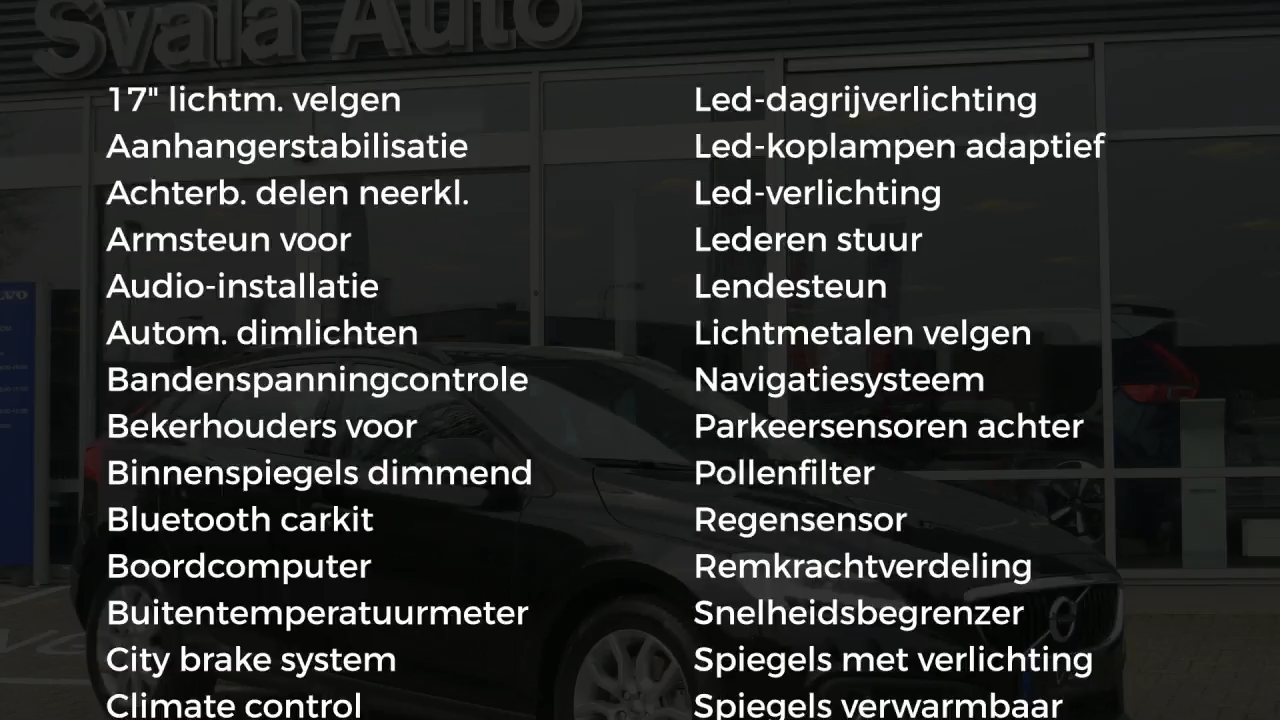 Svala Auto
17" lichtm. velgen
Aanhangerstabilisatie
Achterb. delen neerkl.
Armsteun voor
Audio-installatie
Autom. dimlichten
Bandenspanningcontrole
Bekerhouders voor
Binnenspiegels dimmend
Bluetooth carkit
Boordcomputer
Buitentemperatuurmeter
City brake system
Climate control
Led-dagrijverlichting
Led-koplampen adaptief
Led-verlichting
Lederen stuur
Lendesteun
Lichtmetalen velgen
Navigatiesysteem
Parkeersensoren achter
Pollenfilter
Regensensor
Remkrachtverdeling
Snelheidsbegrenzer
Spiegels met verlichting
Spiegels verwarmbaar